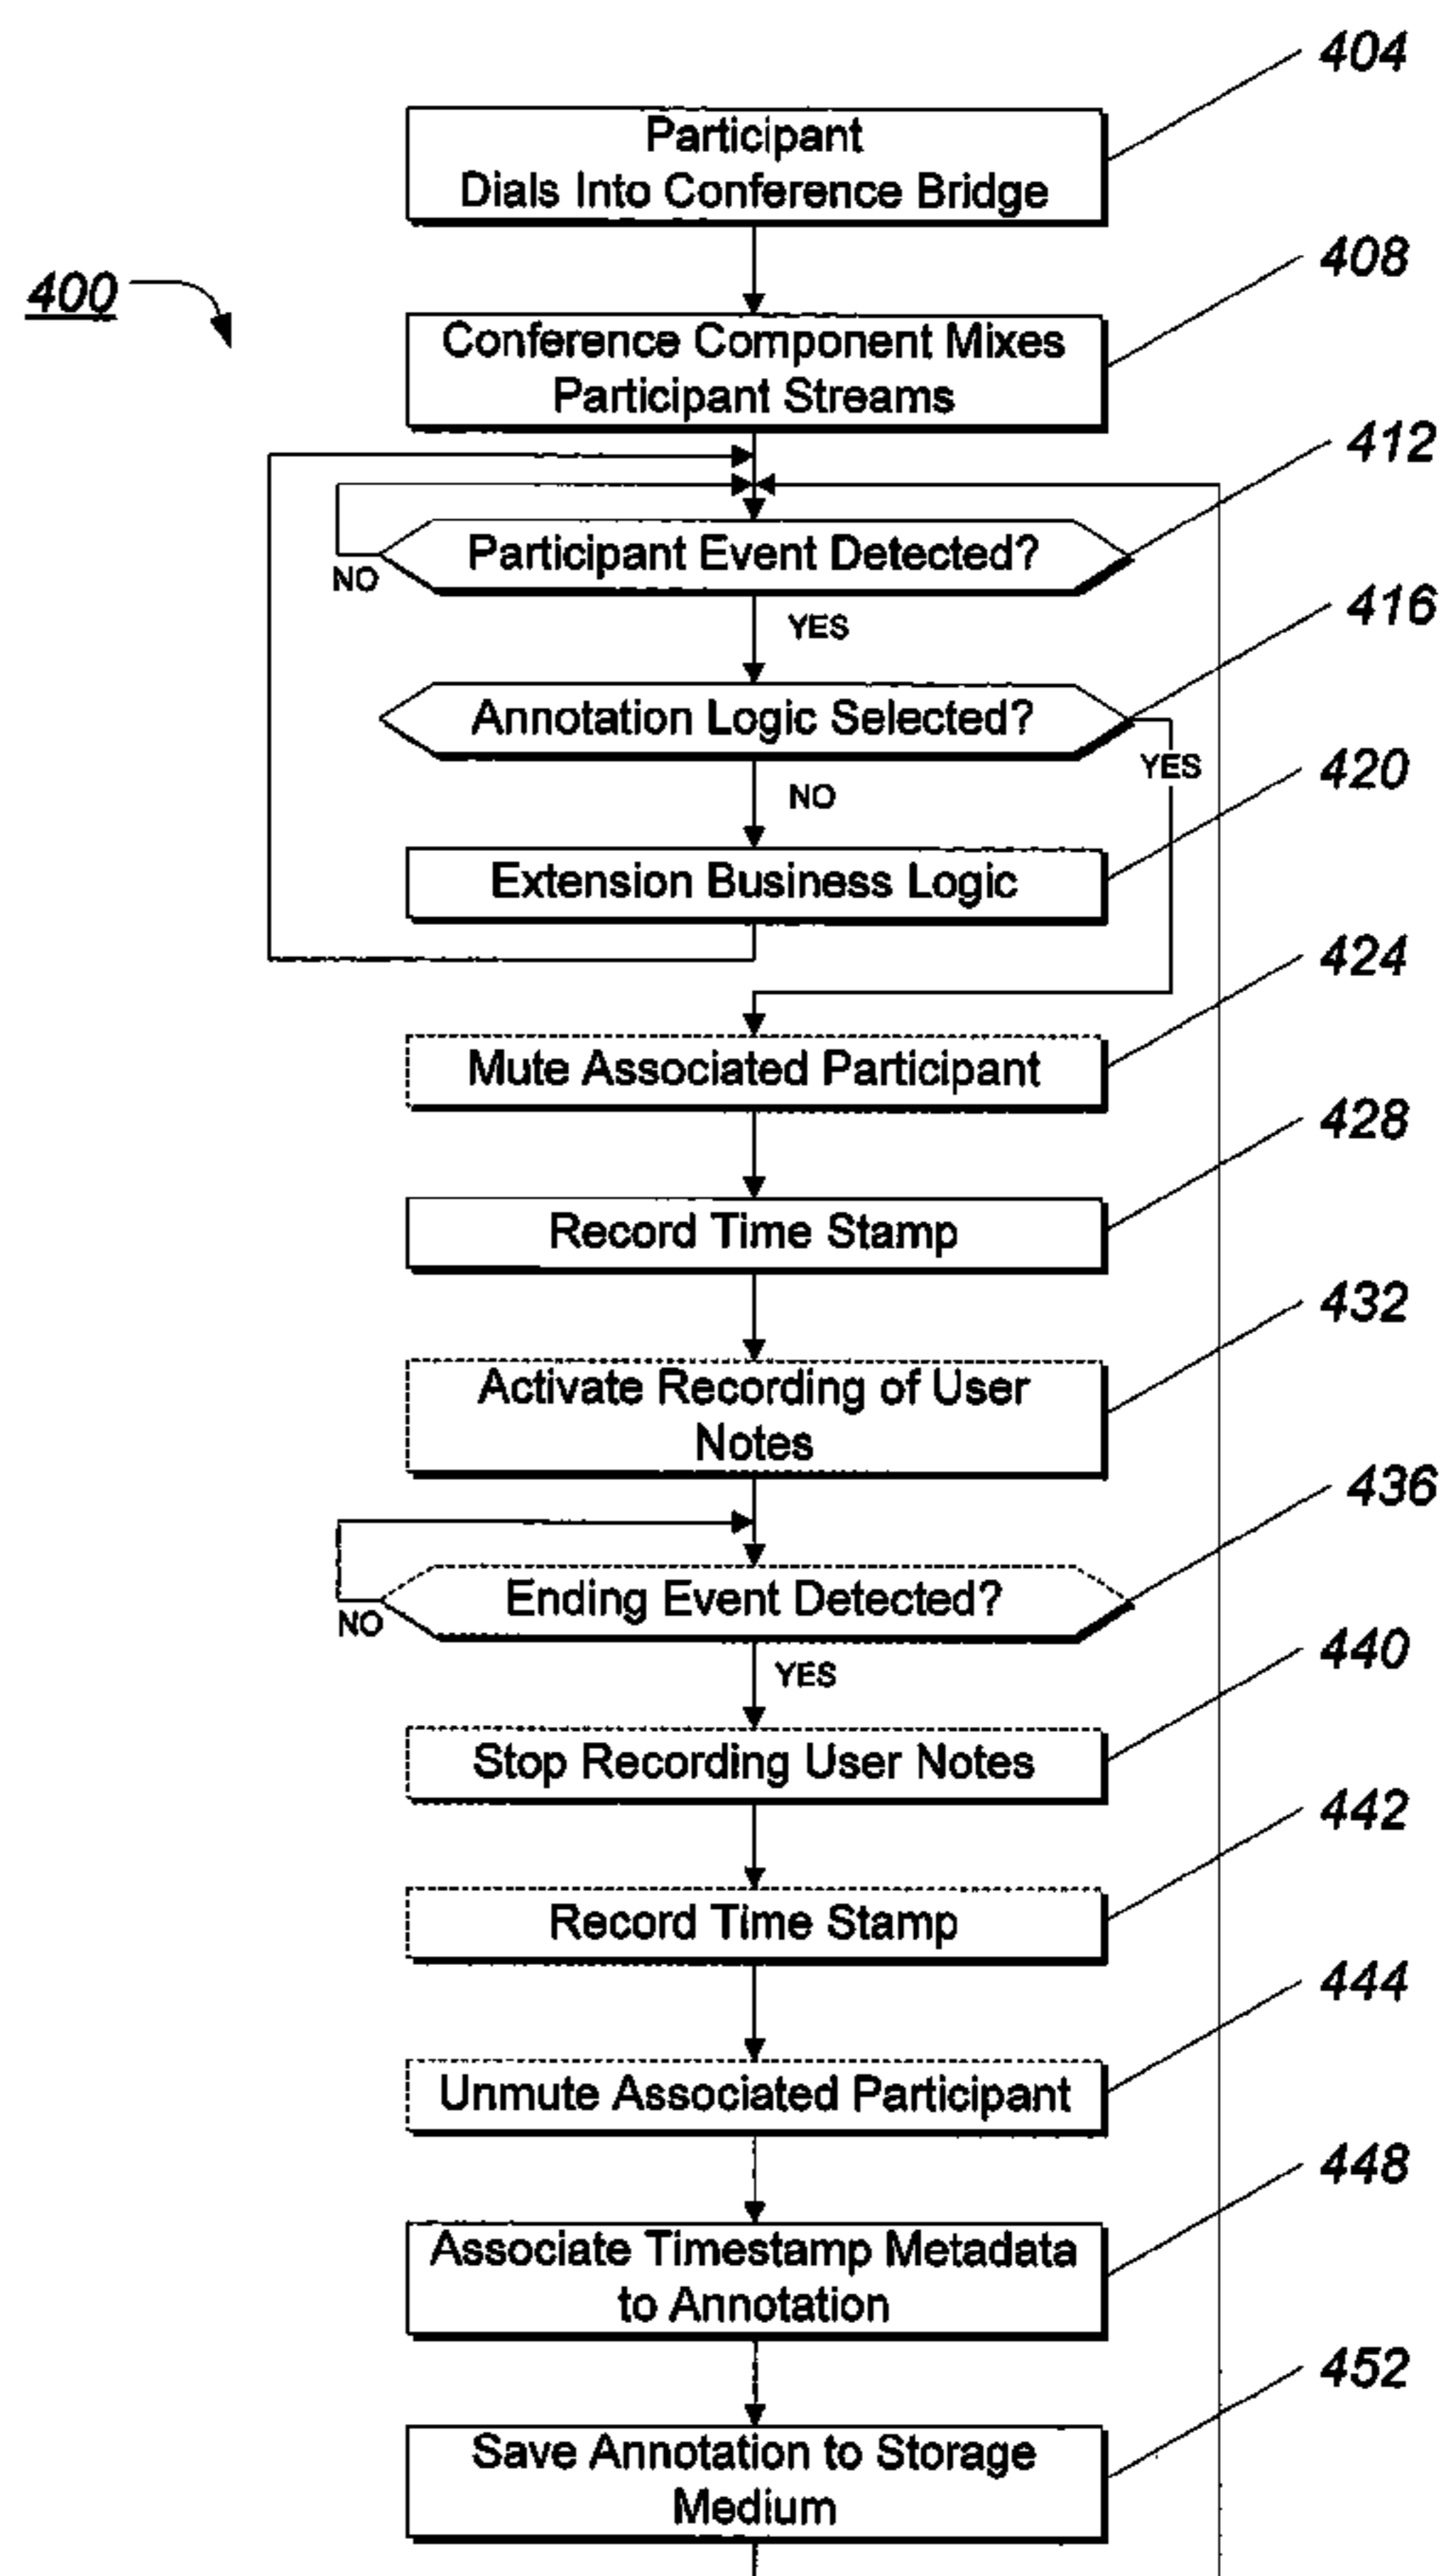 404
Participant
Dials Into Conference Bridge
400
408
Conference Component Mixes
Participant Streams
412
Participant Event Detected?
NO
YES
416
Annotation Logic Selected?
YES
NO
420
Extension Business Logic
424
Mute Associated Participant
428
Record Time Stamp
432
Activate Recording of User
Notes
436
Ending Event Detected?
NO
YES
440
Stop Recording User Notes
442
Record Time Stamp
444
Unmute Associated Participant
448
Associate Timestamp Metadata
to Annotation
452
Save Annotation to Storage
Medium